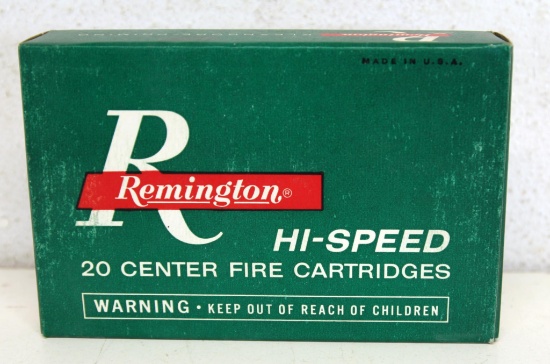 MADE IN U.S.A.
R
Remington®
HI-SPEED
20 CENTER FIRE CARTRIDGES
WARNING • KEEP OUT OF REACH OF CHILDREN.